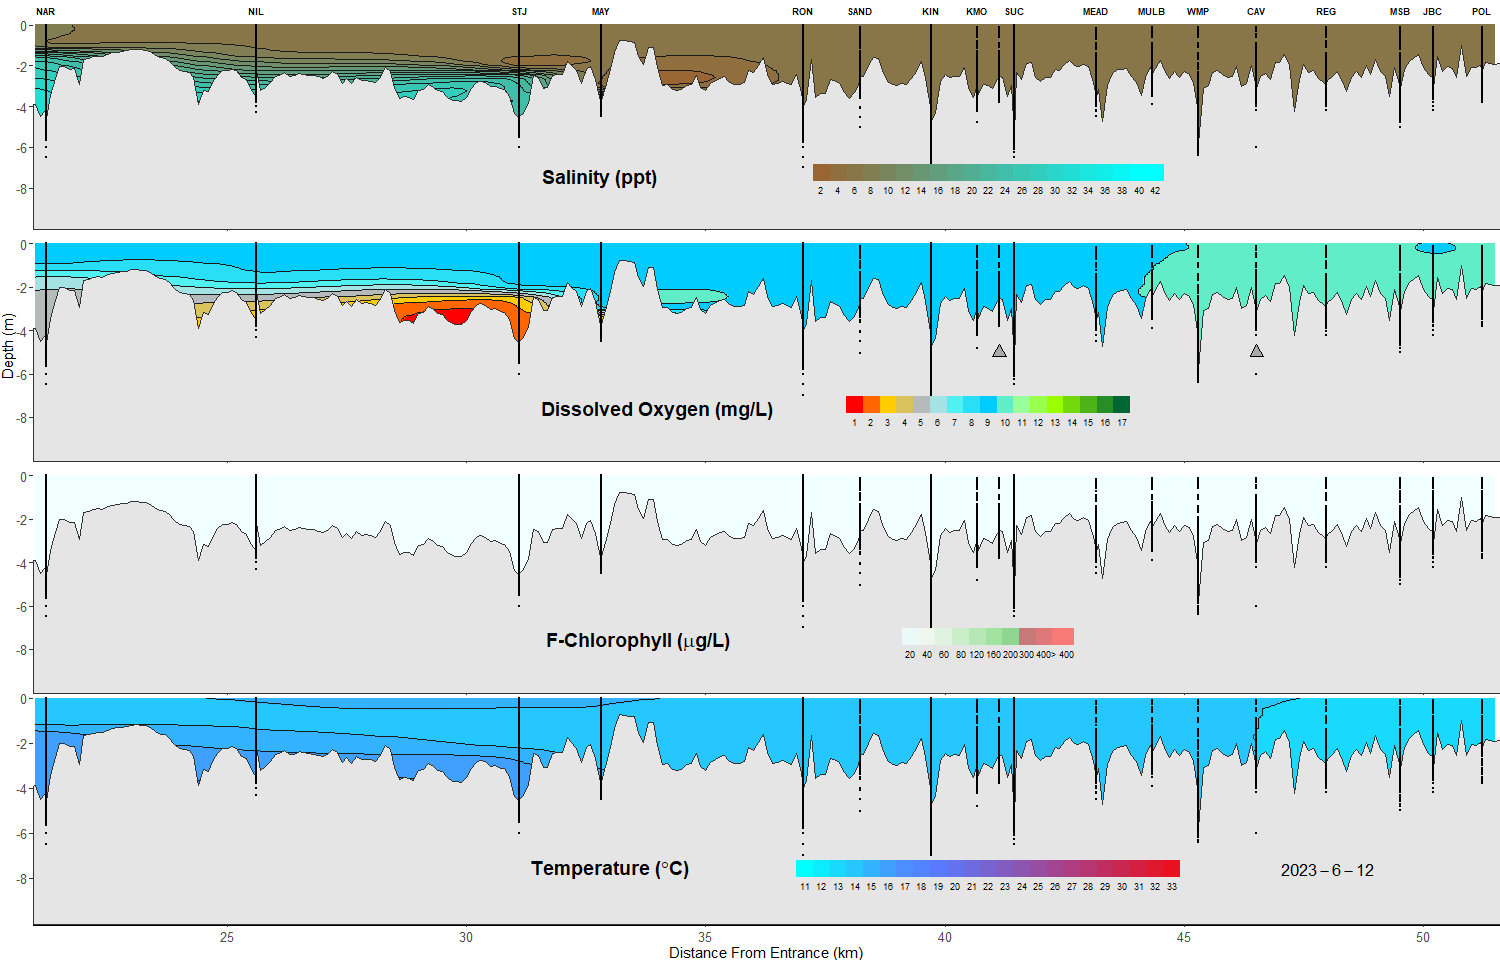 NAR NIL STJ MAY RON SAND KIN KMO SUC MEAD MULB WMP CAV REG MSB JBC POL
0
-2
-4
-6
-8
Salinity (ppt)
2 4 6 8 10 12 14 16 18 20 22 24 26 28 30 32 34 36 38 40 42
0
-2
-4
-6
-8
Depth (m)
Dissolved Oxygen (mg/L)
1 2 3 4 5 6 7 8 9 10 11 12 13 14 15 16 17
0
-2
-4
-6
-8
F-Chlorophyll (µg/L)
20 40 60 80 120 160 200 300 400> 400
0
-2
-4
-6
-8
Temperature (°C)
11 12 13 14 15 16 17 18 19 20 21 22 23 24 25 26 27 28 29 30 31 32 33
2023 – 6 – 12
25 30 35 40 45 50
Distance From Entrance (km)